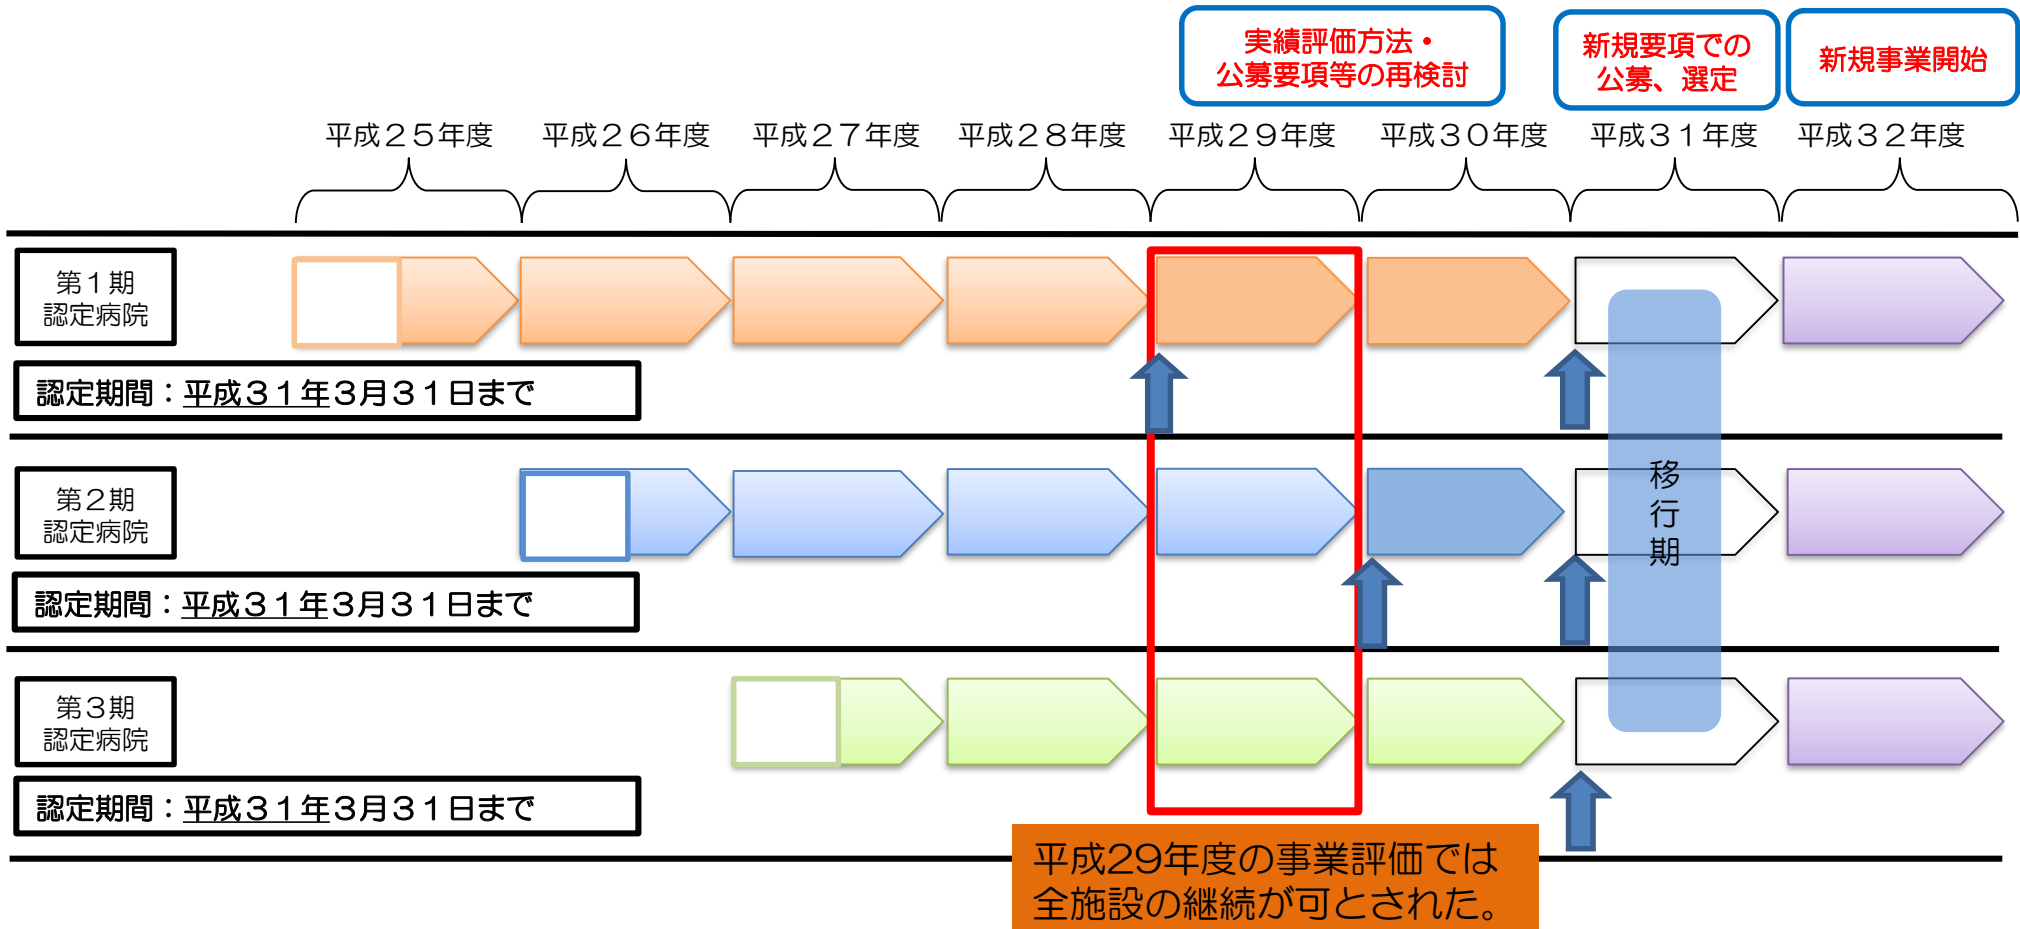 実績評価方法・
公募要項等の再検討
新規要項での
公募、選定
新規事業開始
平成２５年度
平成２６年度
平成２７年度
平成２８年度
平成２９年度
平成３０年度
平成３１年度
平成３２年度
第１期
認定病院
認定期間：平成３１年３月３１日まで
第２期
認定病院
移行期
認定期間：平成３１年３月３１日まで
第３期
認定病院
認定期間：平成３１年３月３１日まで
平成29年度の事業評価では
全施設の継続が可とされた。